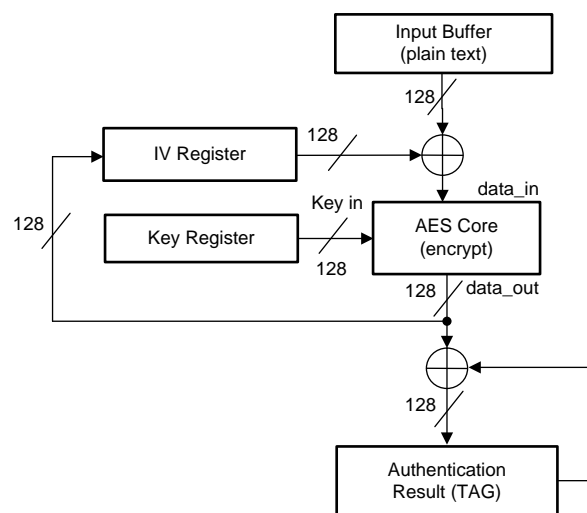 Input Buffer
(plain text)
128
128
IV Register
data_in
128
Key in
Key Register
AES Core
(encrypt)
128
128
data_out
128
Authentication
Result (TAG)